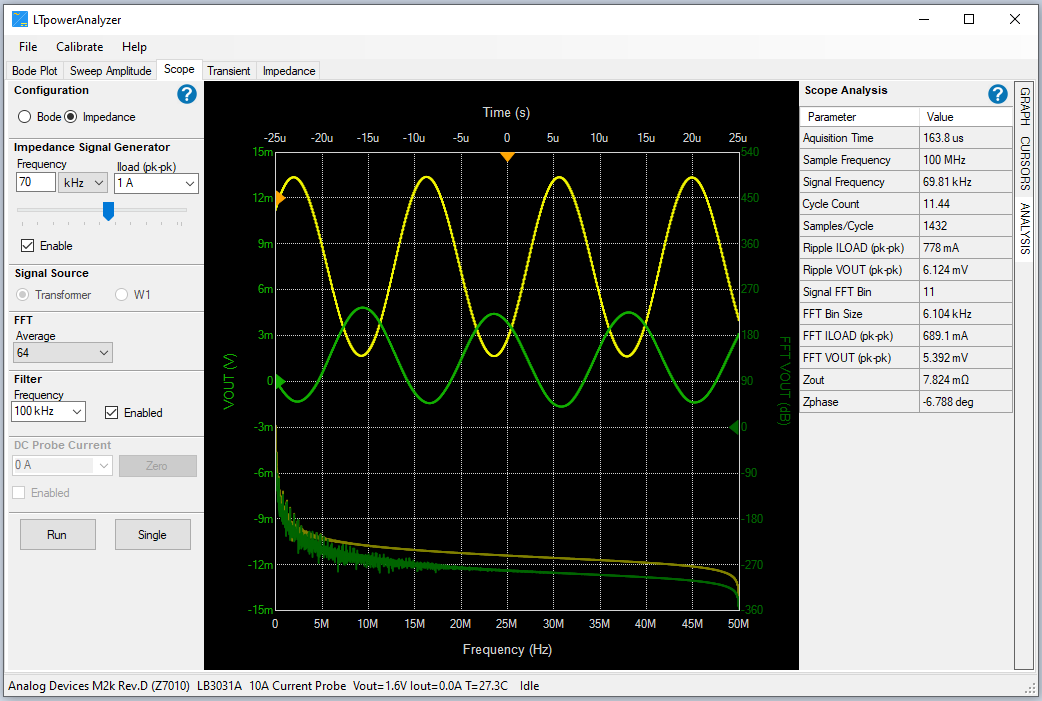 LTpowerAnalyzer
File Calibrate Help
Bode Plot Sweep Amplitude Scope Transient Impedance
Configuration
?
Bode Impedance
Impedance Signal Generator
Frequency Iload (pk-pk)
70 kHz 1 A
Enable
Signal Source
Transformer W1
FFT
Average
64
Filter
Frequency
100 kHz Enabled
DC Probe Current
0 A Zero
Enabled
Run Single
Time (s)
-25u -20u -15u -10u -5u 0 5u 10u 15u 20u 25u
15m 540
12m 450
9m 360
6m 270
3m 180
0 90
-3m 0
-6m -90
-9m -180
-12m -270
-15m -360
VOUT (V)
FFT VOUT (dB)
0 5M 10M 15M 20M 25M 30M 35M 40M 45M 50M
Frequency (Hz)
Scope Analysis
?
Parameter Value
Aquisition Time 163.8 us
Sample Frequency 100 MHz
Signal Frequency 69.81 kHz
Cycle Count 11.44
Samples/Cycle 1432
Ripple ILOAD (pk-pk) 778 mA
Ripple VOUT (pk-pk) 6.124 mV
Signal FFT Bin 11
FFT Bin Size 6.104 kHz
FFT ILOAD (pk-pk) 689.1 mA
FFT VOUT (pk-pk) 5.392 mV
Zout 7.824 mΩ
Zphase -6.788 deg
GRAPH CURSORS ANALYSIS
Analog Devices M2k Rev.D (Z7010) LB3031A 10A Current Probe Vout=1.6V Iout=0.0A T=27.3C Idle